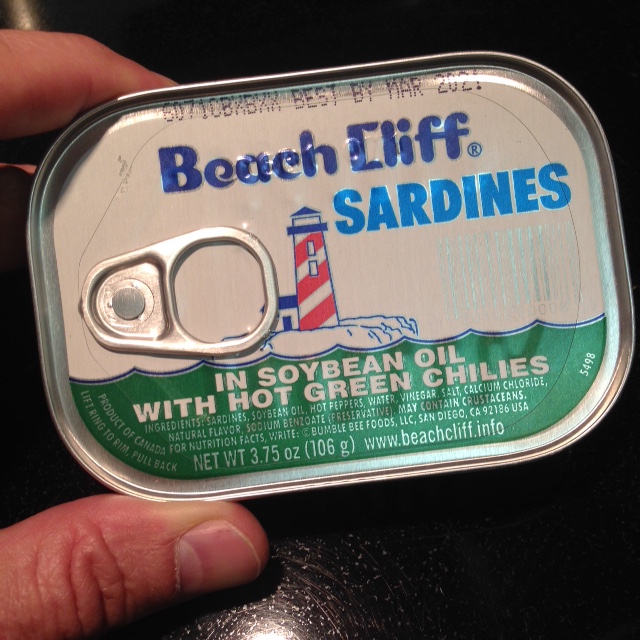 BEST BY MAR 202
Beach Cliff®
SARDINES
IN SOYBEAN OIL
WITH HOT GREEN CHILIES
INGREDIENTS: SARDINES, SOYBEAN OIL, HOT PEPPERS, WATER, VINEGAR, SALT, CALCIUM CHLORIDE,
NATURAL FLAVOR, SODIUM BENZOATE (PRESERVATIVE). MAY CONTAIN CRUSTACEANS.
FOR NUTRITION FACTS, WRITE: © BUMBLE BEE FOODS, LLC, SAN DIEGO, CA 92186 USA
NET WT 3.75 oz (106 g) www.beachcliff.info
PRODUCT OF CANADA
LIFT RING TO RIM, PULL BACK
5498